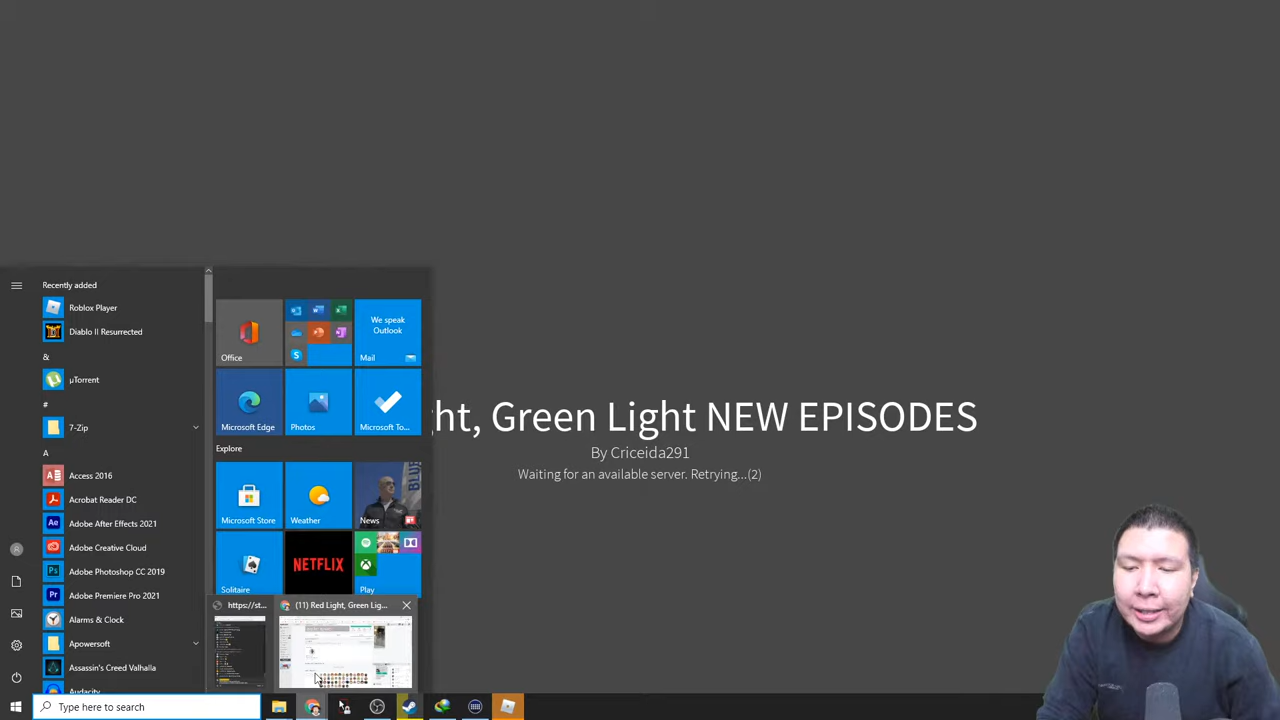 Recently added
Roblox Player
Diablo II Resurrected
&
µTorrent
#
7-Zip
A
Access 2016
Acrobat Reader DC
Adobe After Effects 2021
Adobe Creative Cloud
Adobe Photoshop CC 2019
Adobe Premiere Pro 2021
Alarms & Clock
Apowersoft
Assassin's Creed Valhalla
Audacity
Office
We speak
Outlook
Mail
Microsoft Edge
Photos
Microsoft To...
Explore
Microsoft Store
Weather
News
Solitaire
NETFLIX
Play
ght, Green Light NEW EPISODES
By Criceida291
Waiting for an available server. Retrying...(2)
https://st...
(11) Red Light, Green Lig...
Type here to search